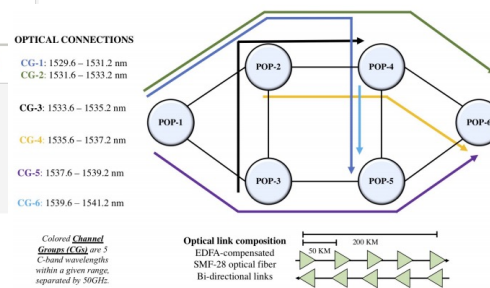 OPTICAL CONNECTIONS
CG-1: 1529.6 – 1531.2 nm
CG-2: 1531.6 – 1533.2 nm
CG-3: 1533.6 – 1535.2 nm
CG-4: 1535.6 – 1537.2 nm
CG-5: 1537.6 – 1539.2 nm
CG-6: 1539.6 – 1541.2 nm
POP-2
POP-4
POP-1
POP-6
POP-3
POP-5
Colored Channel
Groups (CGs) are 5
C-band wavelengths
within a given range,
separated by 50GHz.
Optical link composition
EDFA-compensated
SMF-28 optical fiber
Bi-directional links
200 KM
50 KM